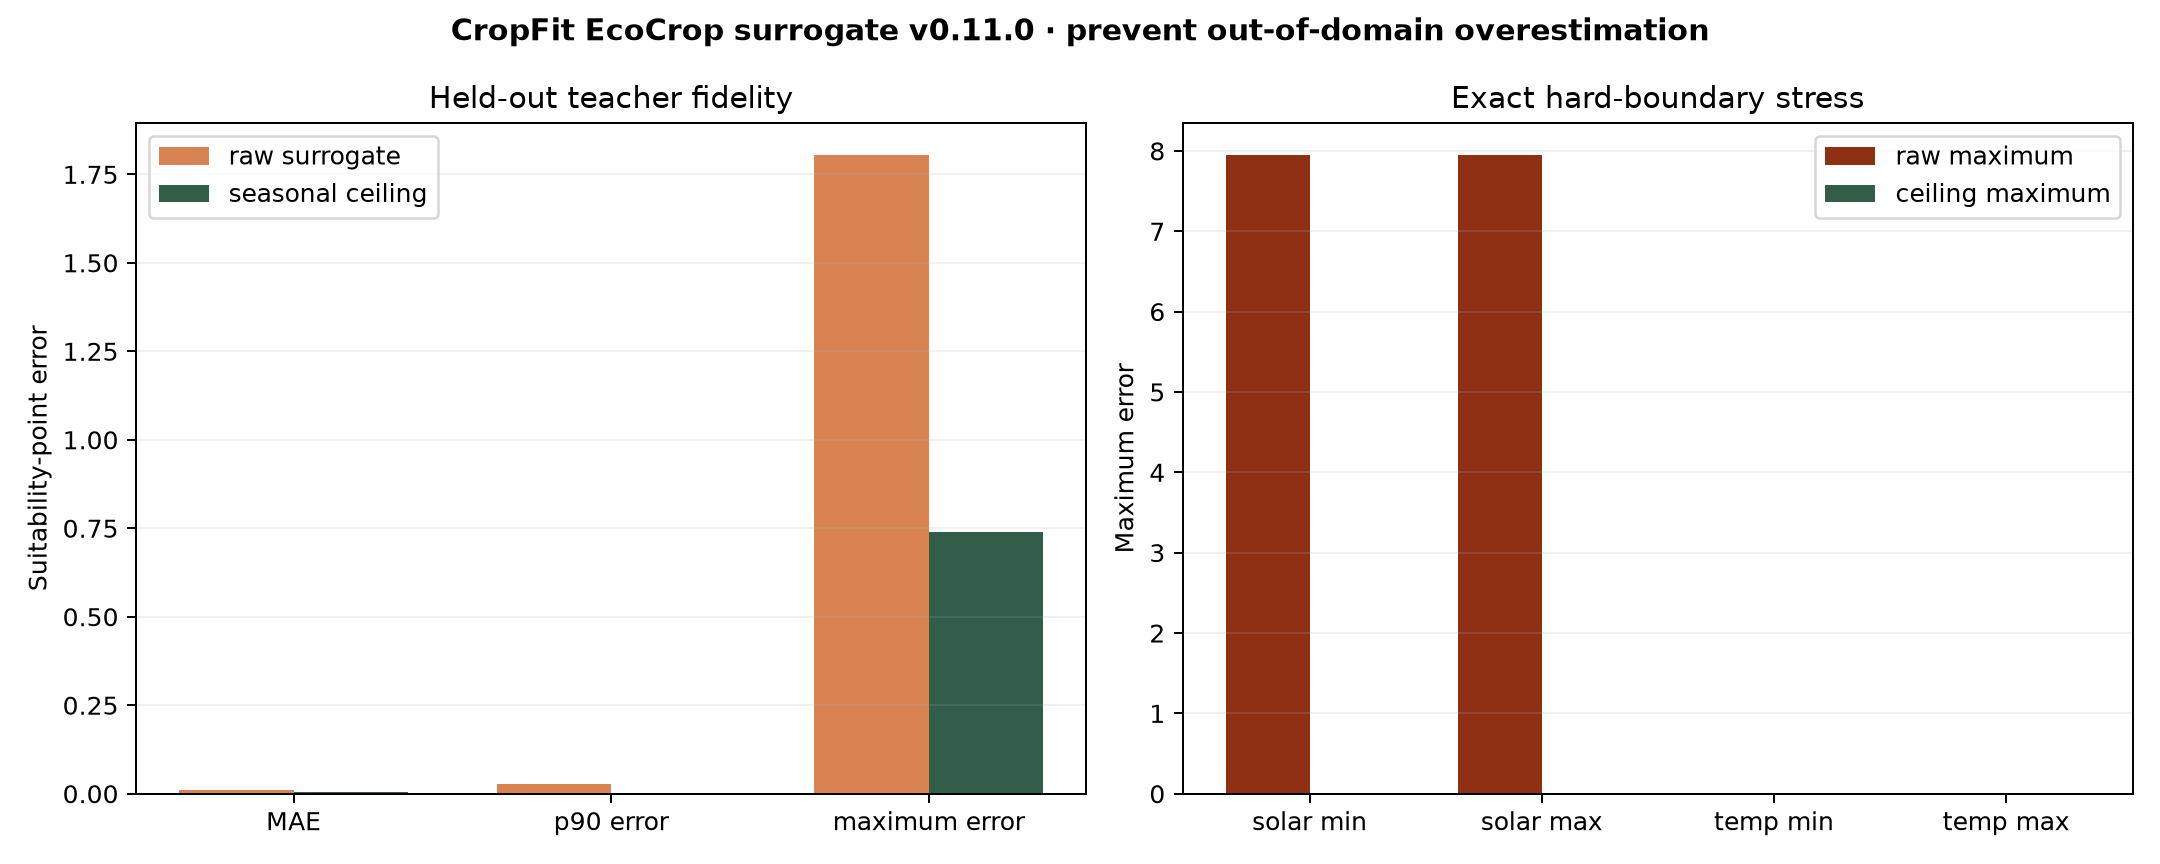 CropFit EcoCrop surrogate v0.11.0 · prevent out-of-domain overestimation
Held-out teacher fidelity
raw surrogate
seasonal ceiling
Suitability-point error
1.75
1.50
1.25
1.00
0.75
0.50
0.25
0.00
MAE
p90 error
maximum error
Exact hard-boundary stress
raw maximum
ceiling maximum
Maximum error
8
7
6
5
4
3
2
1
0
solar min
solar max
temp min
temp max